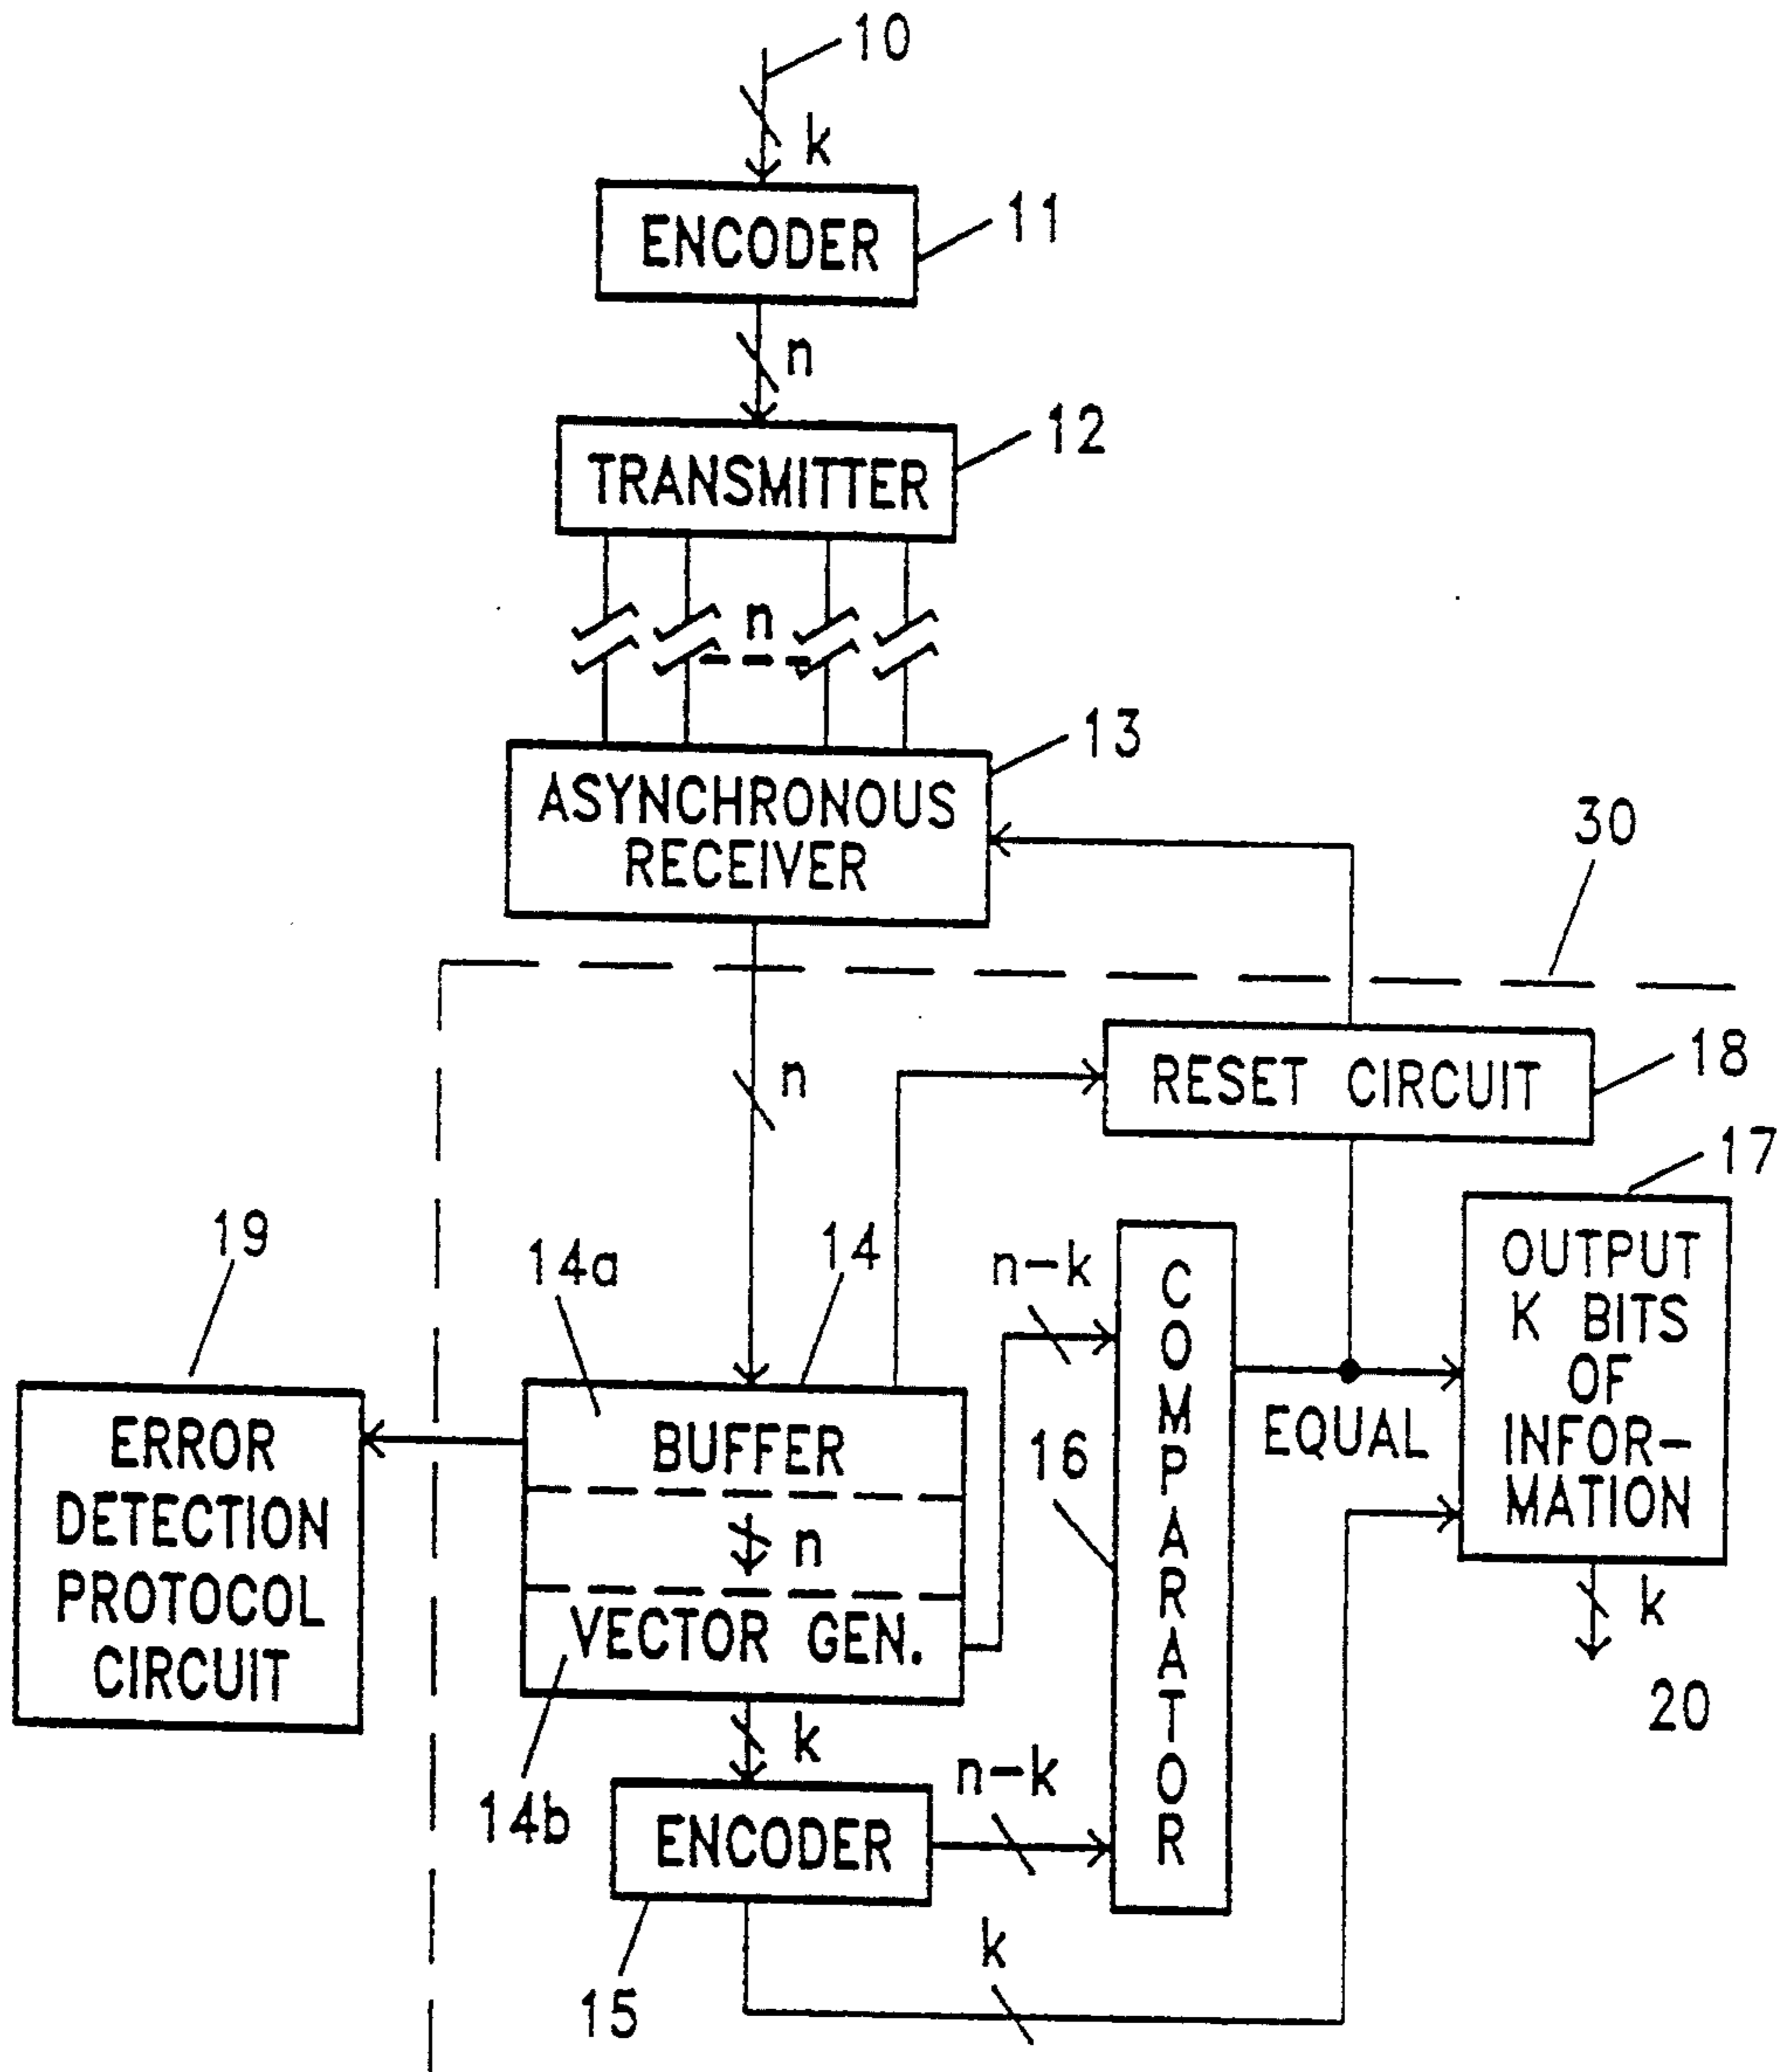 10
k
ENCODER
11
n
TRANSMITTER
12
n
ASYNCHRONOUS
RECEIVER
13
30
n
RESET CIRCUIT
18
17
19
14a
14
n-k
COMPARATOR
OUTPUT
K BITS
OF
INFOR-
MATION
EQUAL
16
ERROR
DETECTION
PROTOCOL
CIRCUIT
BUFFER
n
VECTOR GEN.
k
20
k
14b
n-k
ENCODER
k
15